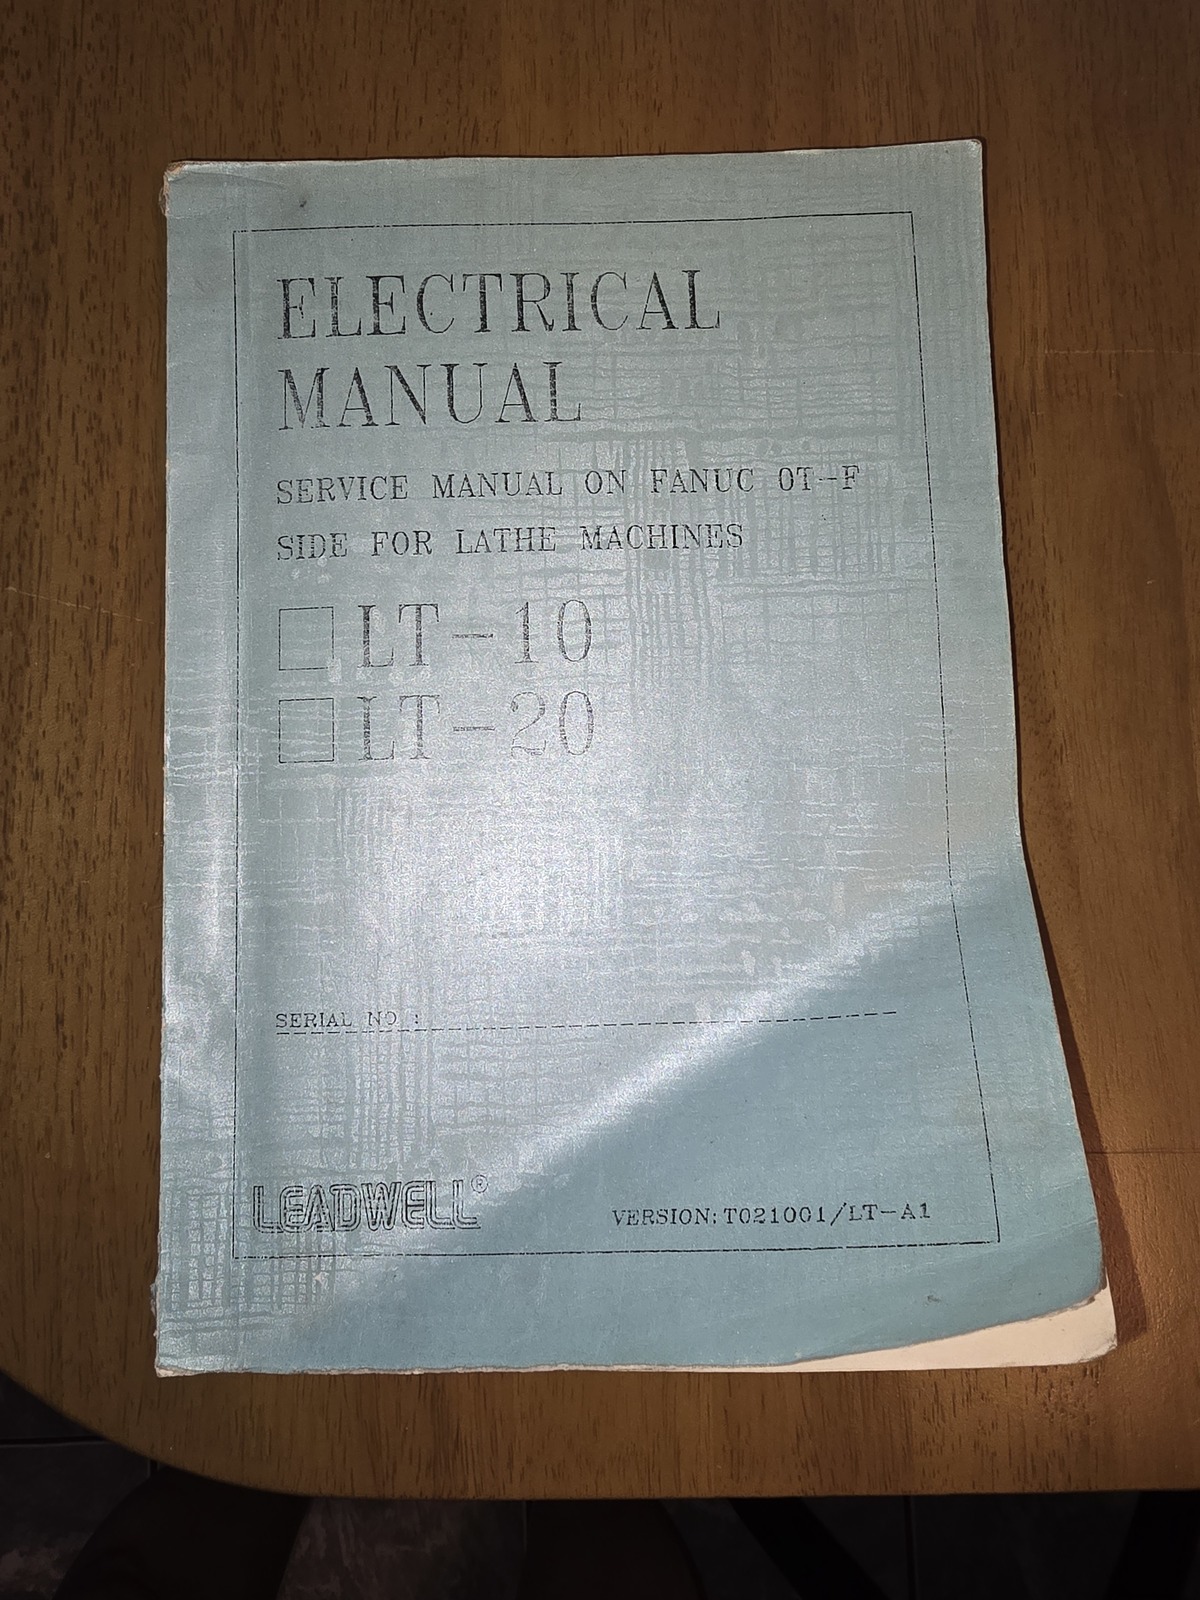 ELECTRICAL
MANUAL
SERVICE MANUAL ON FANUC 0T-F
SIDE FOR LATHE MACHINES
LT-10
LT-20
SERIAL NO :
LEADWELL®
VERSION: T021001/LT-A1